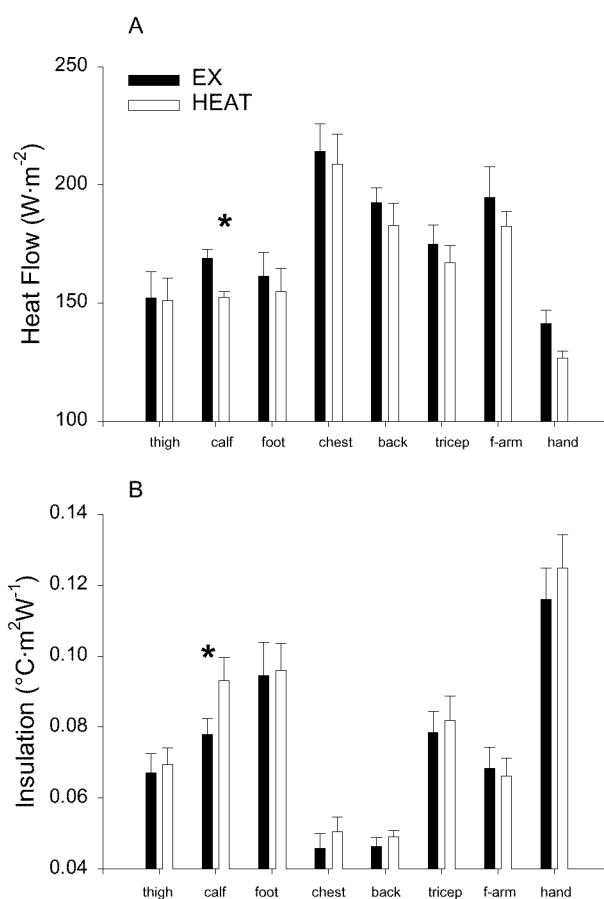 A
250
200
150
100
Heat Flow (W·m-2)
EX
HEAT
*
thigh calf foot chest back tricep f-arm hand
B
0.14
0.12
0.10
0.08
0.06
0.04
Insulation (°C·m2W-1)
*
thigh calf foot chest back tricep f-arm hand